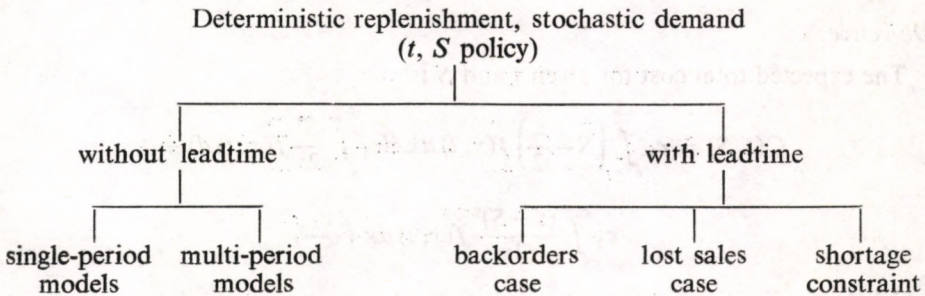 Deterministic replenishment, stochastic demand
(t, S policy)
without leadtime
with leadtime
single-period
models
multi-period
models
backorders
case
lost sales
case
shortage
constraint